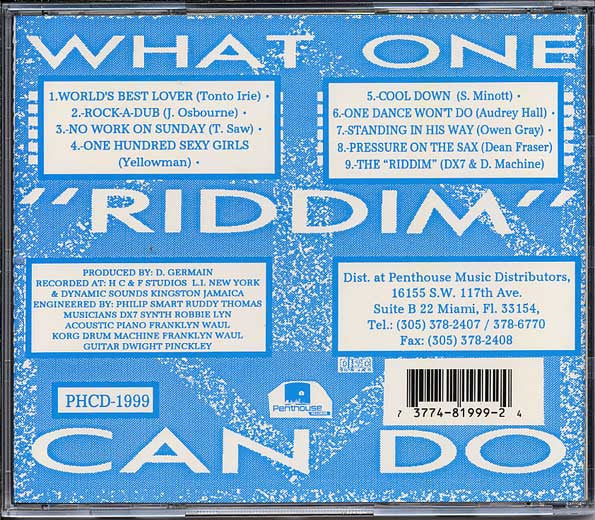 WHAT ONE
1.WORLD'S BEST LOVER (Tonto Irie) •
2.-ROCK-A-DUB (J. Osbourne) •
3.-NO WORK ON SUNDAY (T. Saw) •
4.-ONE HUNDRED SEXY GIRLS
(Yellowman) •
5.-COOL DOWN (S. Minott) •
6.-ONE DANCE WON'T DO (Audrey Hall) •
7.-STANDING IN HIS WAY (Owen Gray) •
8.-PRESSURE ON THE SAX (Dean Fraser)
9.-THE "RIDDIM" (DX7 & D. Machine) •
"RIDDIM"
PRODUCED BY: D. GERMAIN
RECORDED AT: H C & F STUDIOS L.I. NEW YORK
& DYNAMIC SOUNDS KINGSTON JAMAICA
ENGINEERED BY: PHILIP SMART RUDDY THOMAS
MUSICIANS DX7 SYNTH ROBBIE LYN
ACOUSTIC PIANO FRANKLYN WAUL
KORG DRUM MACHINE FRANKLYN WAUL
GUITAR DWIGHT PINCKLEY
Dist. at Penthouse Music Distributors,
16155 S.W. 117th Ave.
Suite B 22 Miami, Fl. 33154,
Tel.: (305) 378-2407 / 378-6770
Fax: (305) 378-2408
PHCD-1999
Penthouse
RECORDS
7 3774-81999-2 4
CAN DO